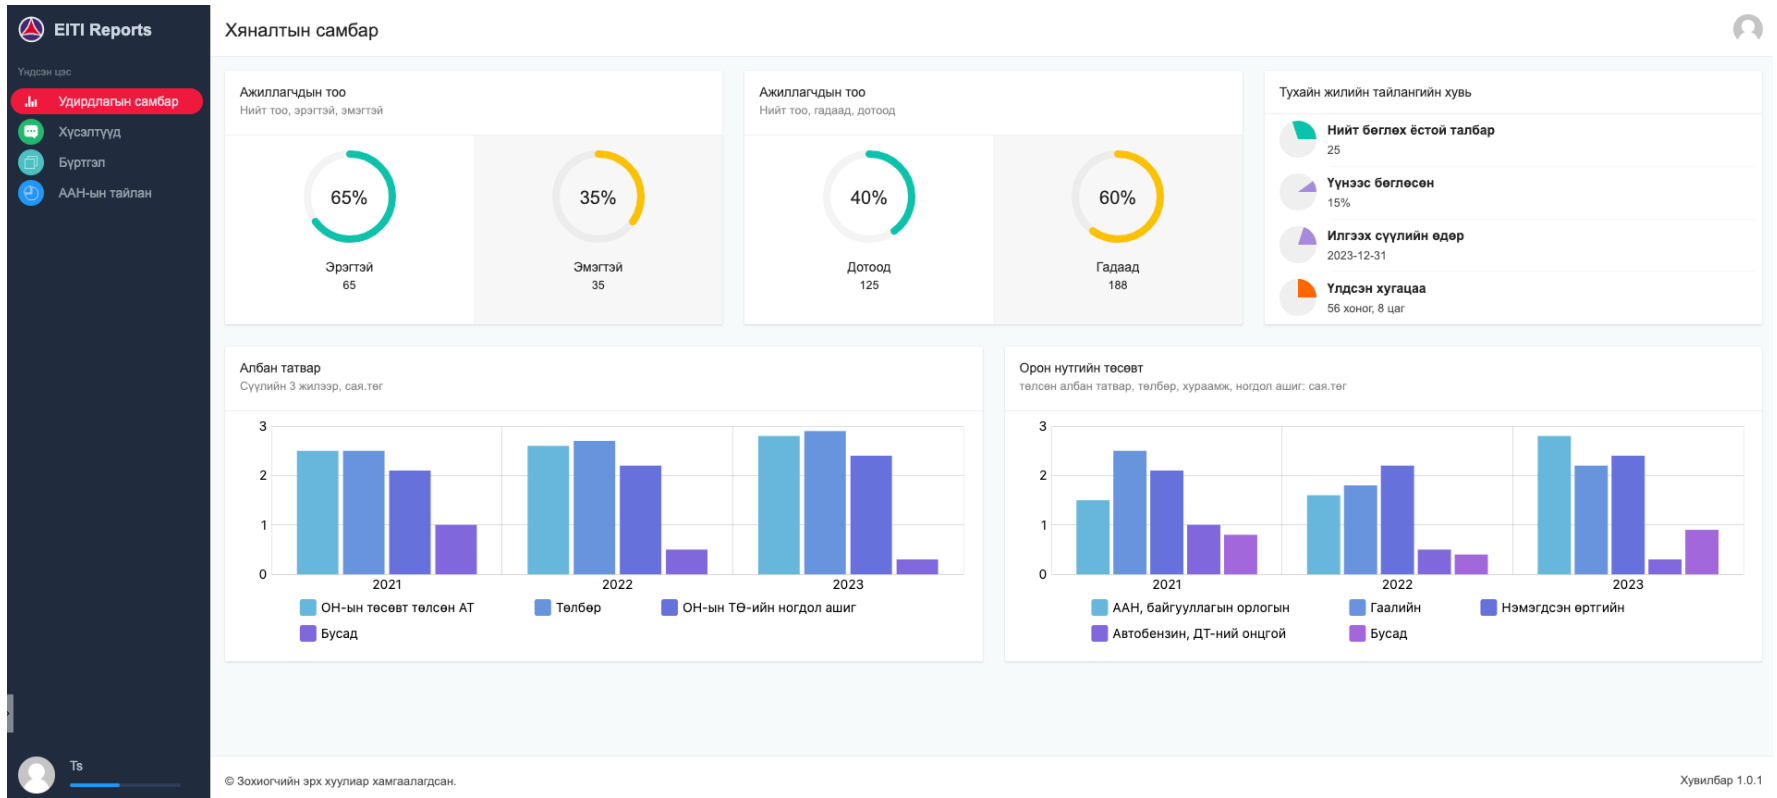 EITI Reports
Үндсэн цэс
Удирдлагын самбар
Хүсэлтүүд
Бүртгэл
ААН-ын тайлан
Ts
Хяналтын самбар
Ажиллагчдын тоо
Нийт тоо, эрэгтэй, эмэгтэй
65%
Эрэгтэй
65
35%
Эмэгтэй
35
Ажиллагчдын тоо
Нийт тоо, гадаад, дотоод
40%
Дотоод
125
60%
Гадаад
188
Тухайн жилийн тайлангийн хувь
Нийт бөглөх ёстой талбар
25
Үүнээс бөглөсөн
15%
Илгээх сүүлийн өдөр
2023-12-31
Үлдсэн хугацаа
56 хоног, 8 цаг
Албан татвар
Сүүлийн 3 жилээр, сая.төг
3
2
1
0
2021 2022 2023
ОН-ын төсөвт төлсөн АТ Төлбөр ОН-ын ТӨ-ийн ногдол ашиг
Бусад
Орон нутгийн төсөвт
төлсөн албан татвар, төлбөр, хураамж, ногдол ашиг: сая.төг
3
2
1
0
2021 2022 2023
ААН, байгууллагын орлогын Гаалийн Нэмэгдсэн өртгийн
Автобензин, ДТ-ний онцгой Бусад
© Зохиогчийн эрх хуулиар хамгаалагдсан.
Хувилбар 1.0.1